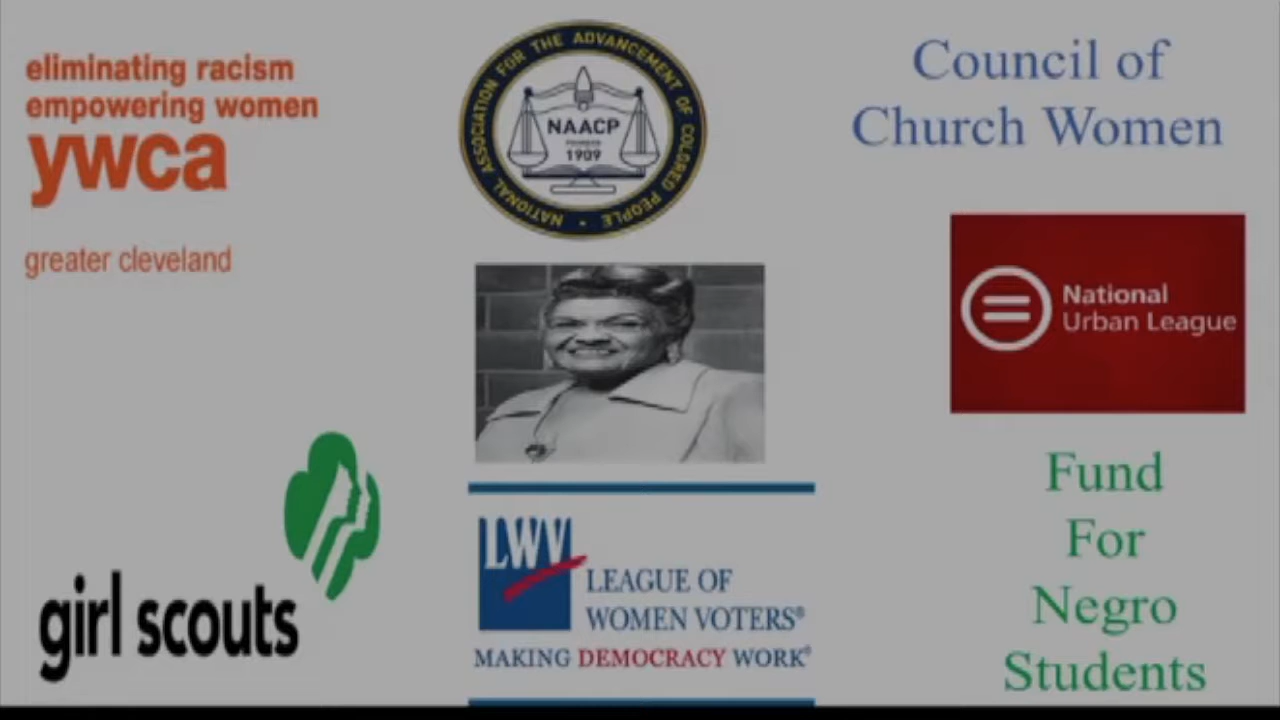 eliminating racism
empowering women
ywca
greater cleveland
NATIONAL ASSOCIATION FOR THE ADVANCEMENT OF COLORED PEOPLE
NAACP
FOUNDED
1909
Council of
Church Women
National
Urban League
girl scouts
LWV
LEAGUE OF
WOMEN VOTERS®
MAKING DEMOCRACY WORK®
Fund
For
Negro
Students